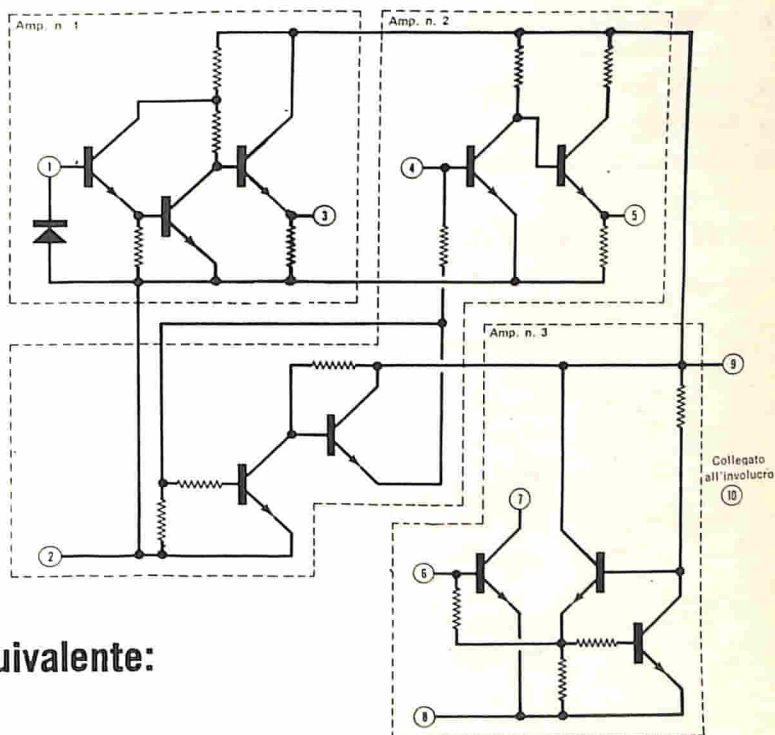 Amp. n. 1
Amp. n. 2
1
3
4
5
Amp. n. 3
9
Collegato
all'involucro
10
7
2
6
8
uivalente: